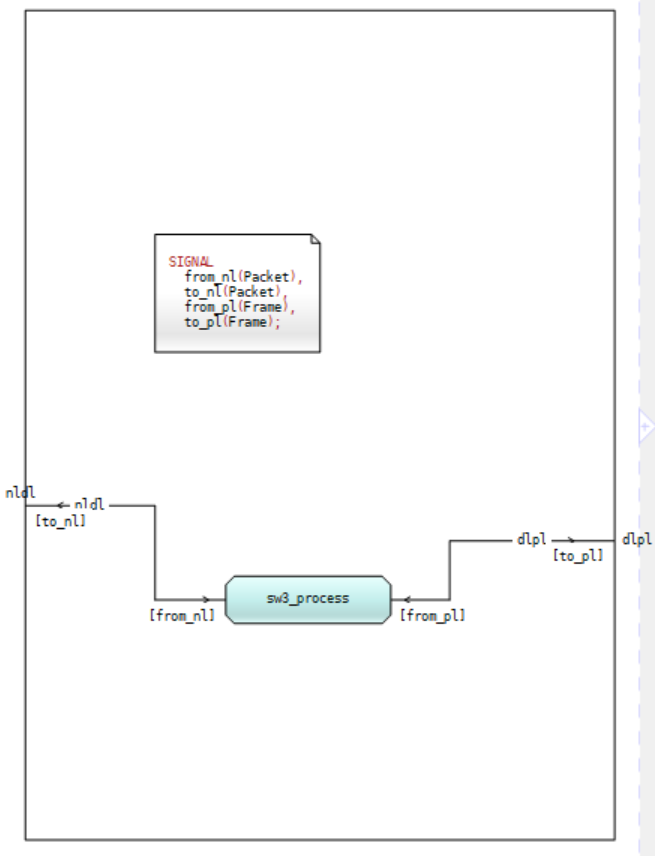 SIGNAL
from_nl(Packet),
to_nl(Packet),
from_pl(Frame),
to_pl(Frame);
nldl
nldl
[to_nl]
dlpl
dlpl
[to_pl]
sw3_process
[from_nl]
[from_pl]